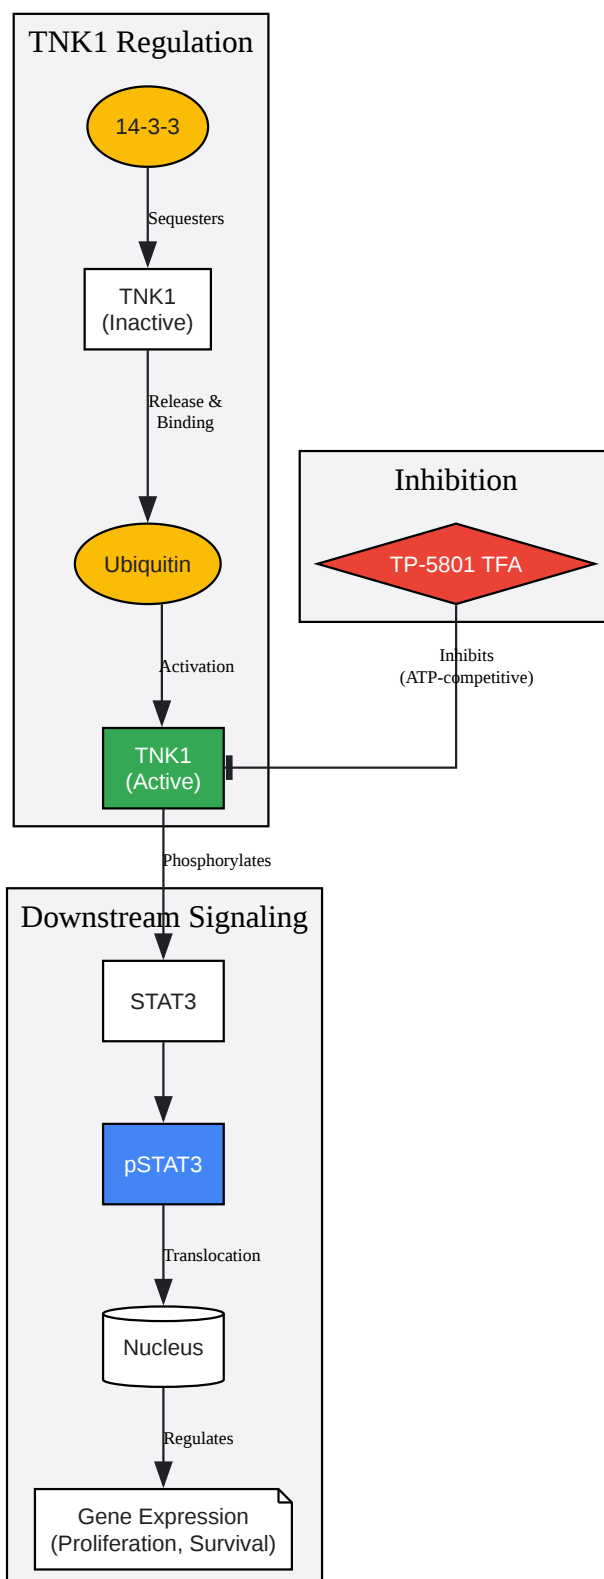 TNK1 Regulation
14-3-3
Sequesters
TNK1
(Inactive)
Release &
Binding
Ubiquitin
Activation
TNK1
(Active)
Inhibition
TP-5801 TFA
Inhibits
(ATP-competitive)
Phosphorylates
Downstream Signaling
STAT3
pSTAT3
Translocation
Nucleus
Regulates
Gene Expression
(Proliferation, Survival)